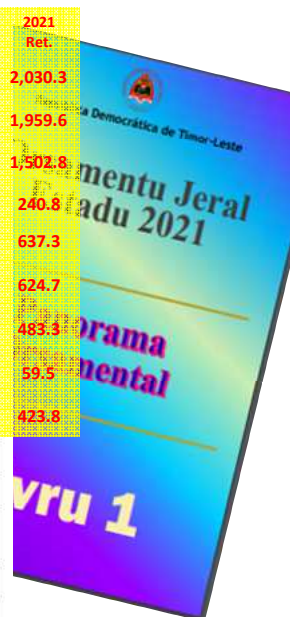 2021
Ret.
2,030.3
1,959.6
1,502.8
240.8
637.3
624.7
483.3
59.5
423.8
Democrática de Timor-Leste
mentu Jeral
adu 2021
orama
mental
vru 1